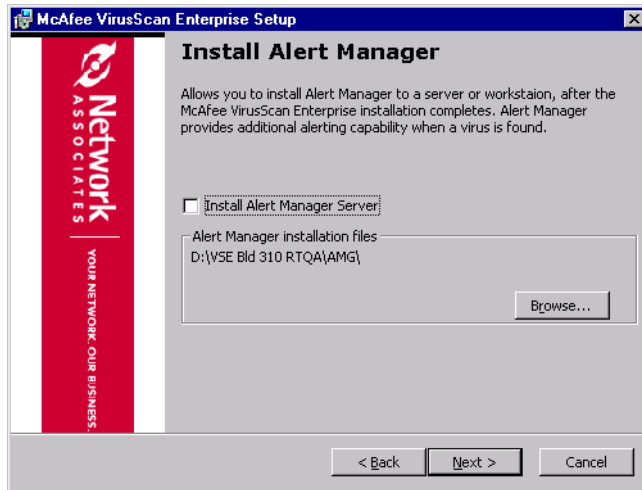 McAfee VirusScan Enterprise Setup
Network
ASSOCIATES
YOUR NETWORK. OUR BUSINESS.
Install Alert Manager
Allows you to install Alert Manager to a server or workstaion, after the
McAfee VirusScan Enterprise installation completes. Alert Manager
provides additional alerting capability when a virus is found.
Install Alert Manager Server
Alert Manager installation files
D:\VSE Bld 310 RTQA\AMG\
Browse...
< Back
Next >
Cancel